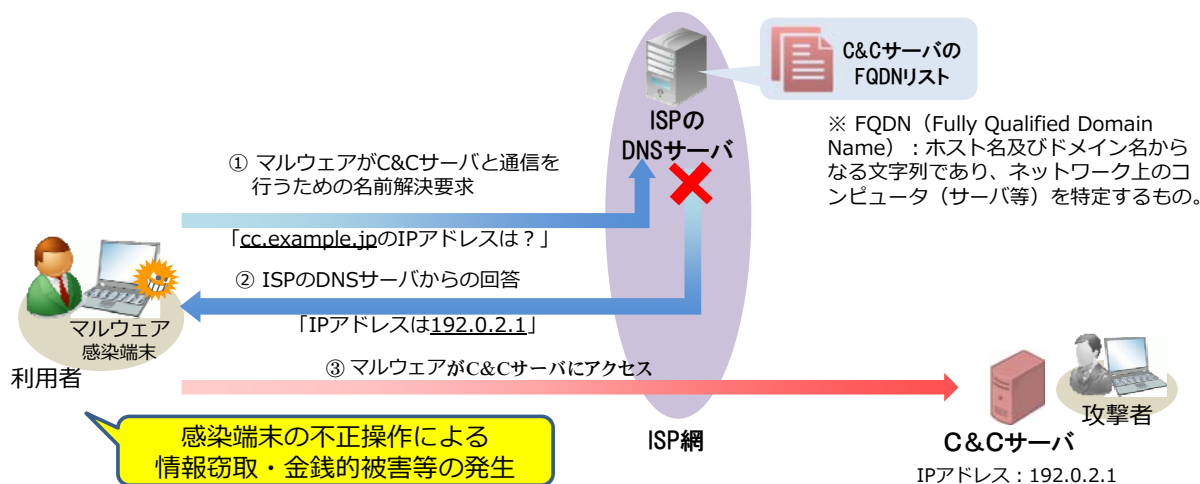 C&Cサーバの
FQDNリスト
ISPの
DNSサーバ
※ FQDN（Fully Qualified Domain
Name）：ホスト名及びドメイン名から
なる文字列であり、ネットワーク上のコ
ンピュータ（サーバ等）を特定するもの。
① マルウェアがC&Cサーバと通信を
行うための名前解決要求
「cc.example.jpのIPアドレスは？」
② ISPのDNSサーバからの回答
「IPアドレスは192.0.2.1」
マルウェア
感染端末
利用者
③ マルウェアがC&Cサーバにアクセス
感染端末の不正操作による
情報窃取・金銭的被害等の発生
ISP網
攻撃者
C&Cサーバ
IPアドレス：192.0.2.1